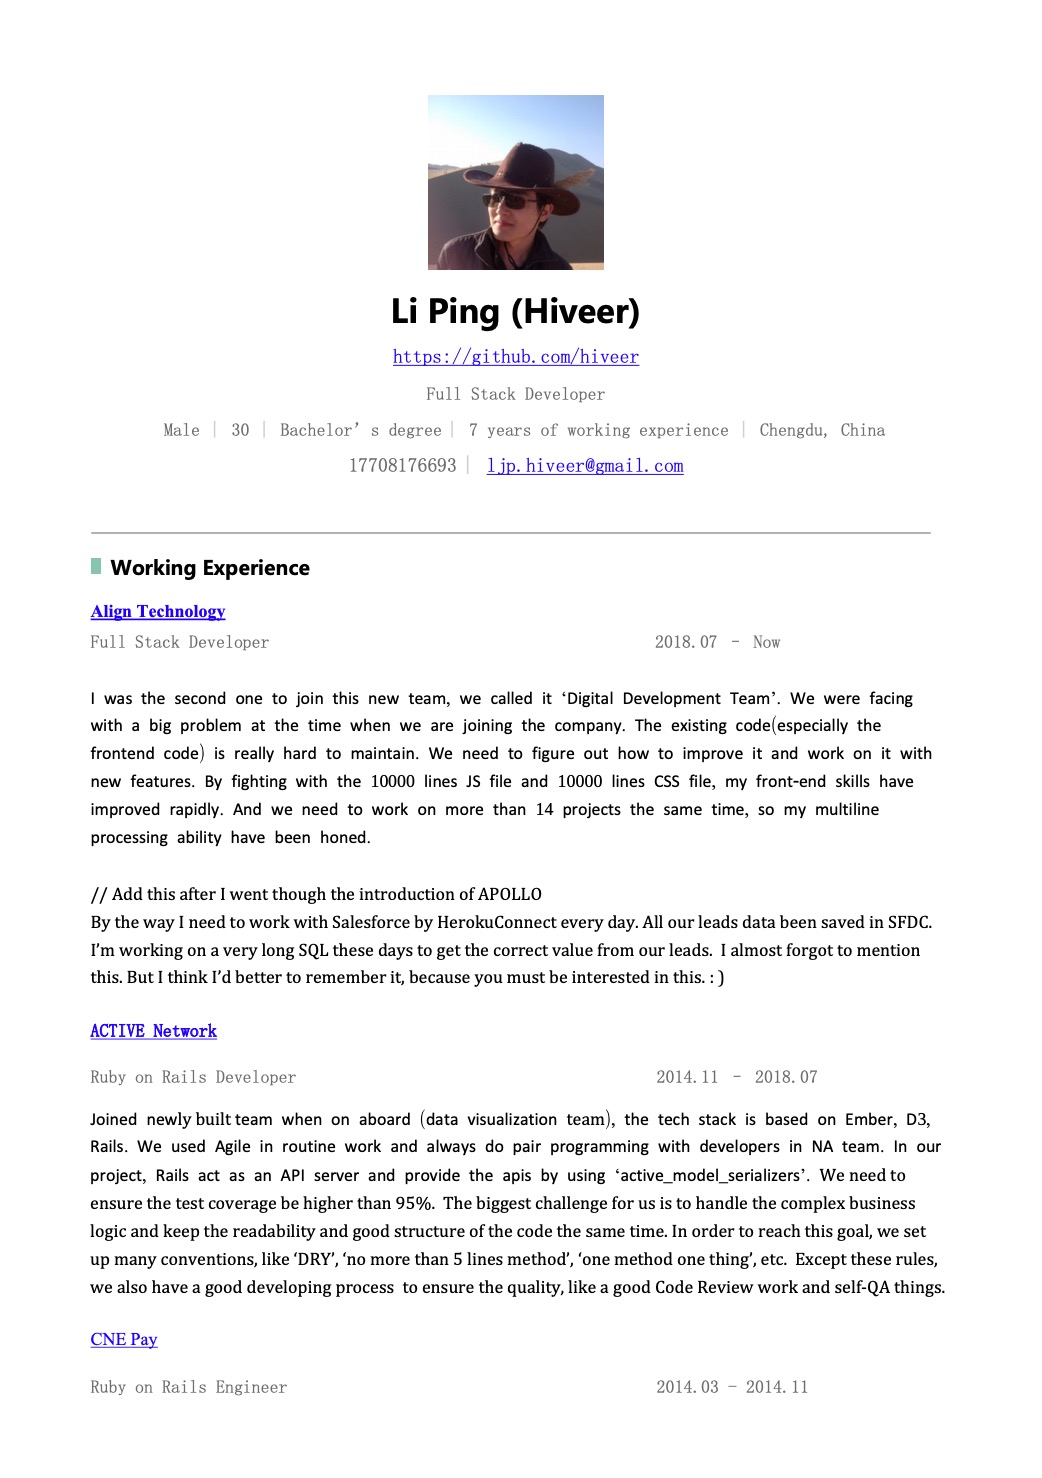 Li Ping (Hiveer)
https://github.com/hiveer
Full Stack Developer
Male | 30 | Bachelor's degree | 7 years of working experience | Chengdu, China
17708176693 | ljp.hiveer@gmail.com
Working Experience
Align Technology
Full Stack Developer 2018.07 – Now
I was the second one to join this new team, we called it ‘Digital Development Team’. We were facing
with a big problem at the time when we are joining the company. The existing code(especially the
frontend code) is really hard to maintain. We need to figure out how to improve it and work on it with
new features. By fighting with the 10000 lines JS file and 10000 lines CSS file, my front-end skills have
improved rapidly. And we need to work on more than 14 projects the same time, so my multiline
processing ability have been honed.
// Add this after I went though the introduction of APOLLO
By the way I need to work with Salesforce by HerokuConnect every day. All our leads data been saved in SFDC.
I’m working on a very long SQL these days to get the correct value from our leads. I almost forgot to mention
this. But I think I’d better to remember it, because you must be interested in this. : )
ACTIVE Network
Ruby on Rails Developer 2014.11 – 2018.07
Joined newly built team when on aboard (data visualization team), the tech stack is based on Ember, D3,
Rails. We used Agile in routine work and always do pair programming with developers in NA team. In our
project, Rails act as an API server and provide the apis by using ‘active_model_serializers’. We need to
ensure the test coverage be higher than 95%. The biggest challenge for us is to handle the complex business
logic and keep the readability and good structure of the code the same time. In order to reach this goal, we set
up many conventions, like ‘DRY’, ‘no more than 5 lines method’, ‘one method one thing’, etc. Except these rules,
we also have a good developing process to ensure the quality, like a good Code Review work and self-QA things.
CNE Pay
Ruby on Rails Engineer 2014.03 – 2014.11